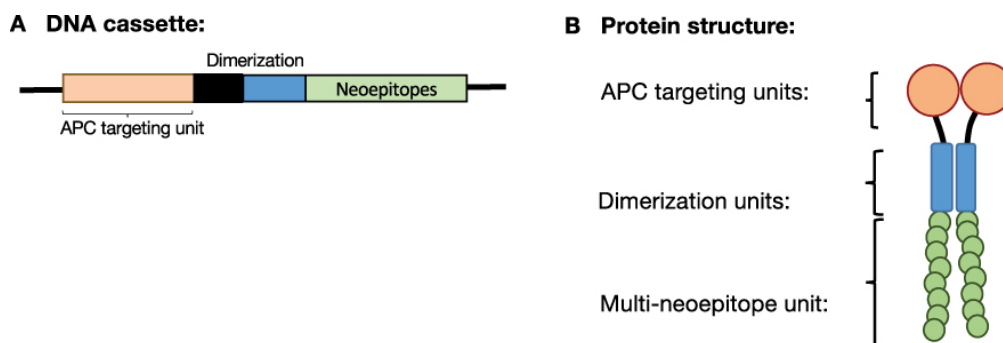 A DNA cassette:
Dimerization
Neoepitopes
APC targeting unit
B Protein structure:
APC targeting units:
Dimerization units:
Multi-neoepitope unit: